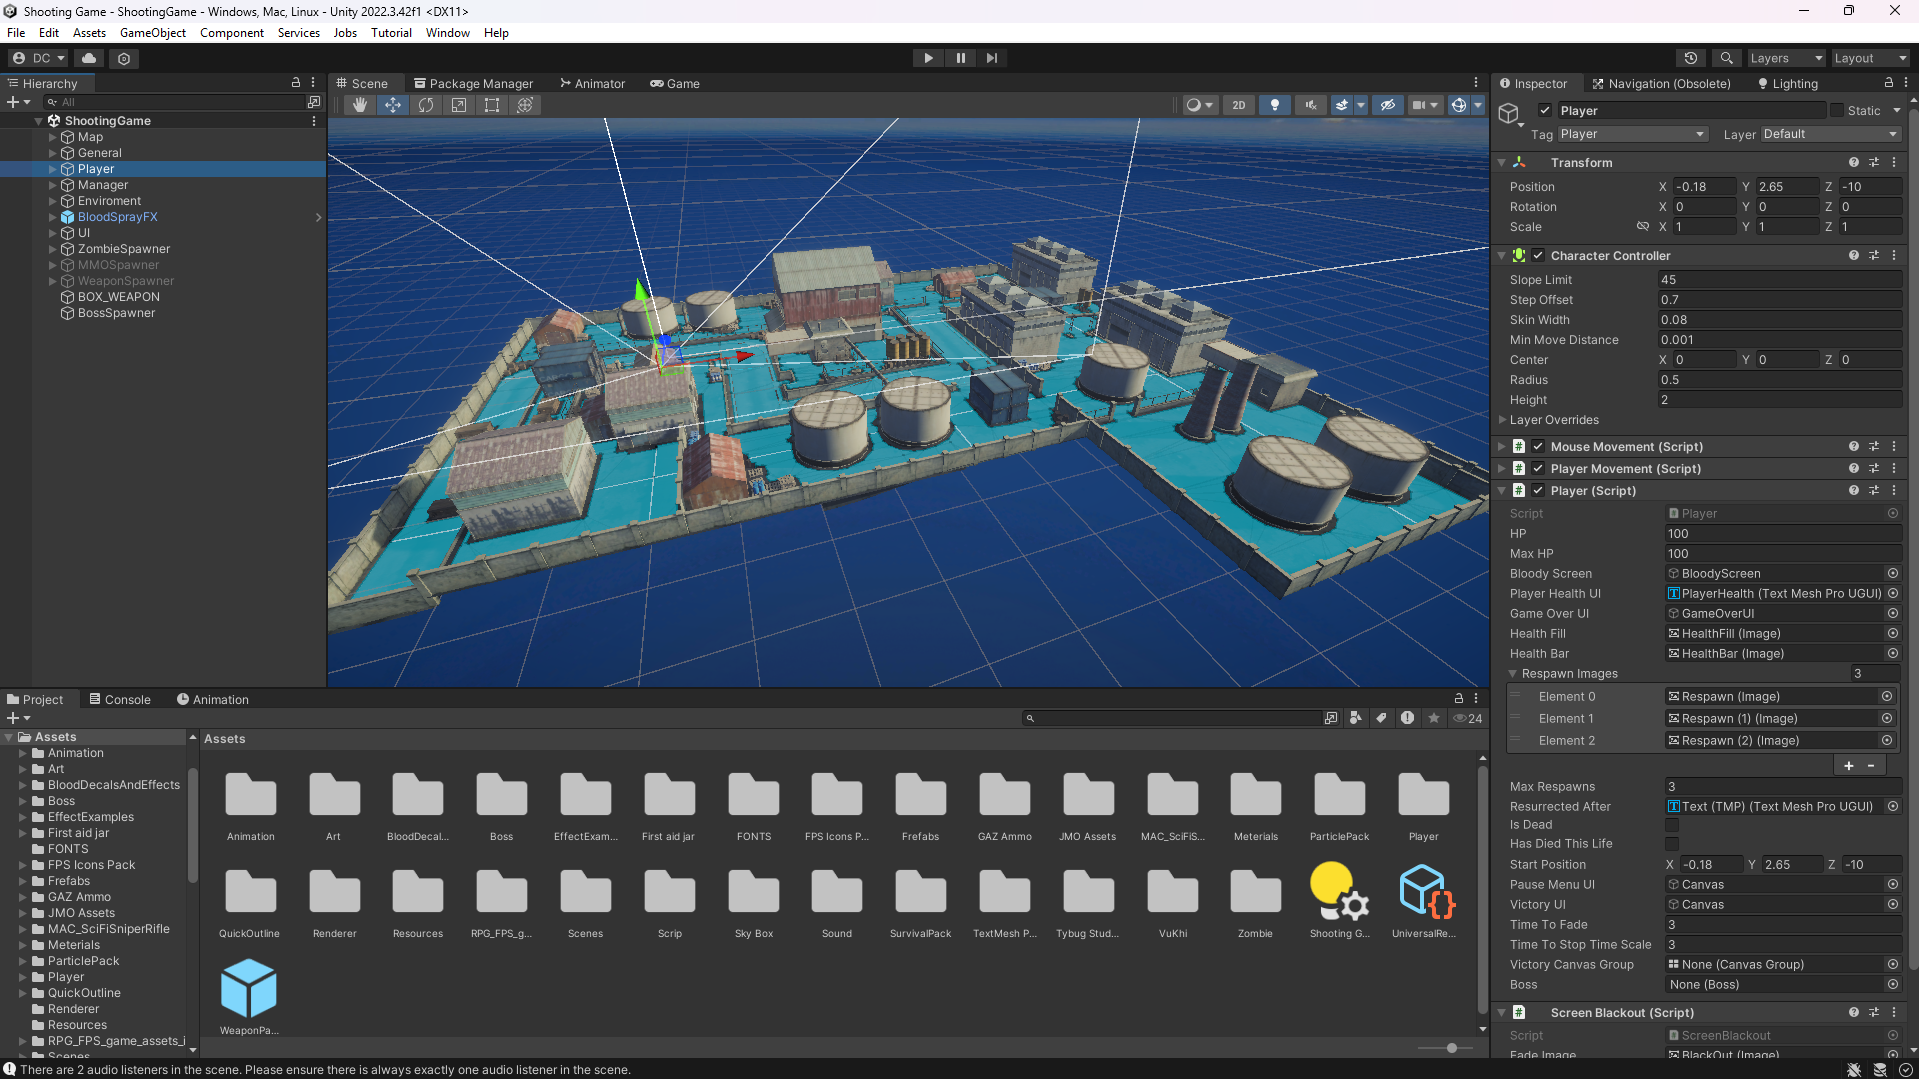 Shooting Game - ShootingGame - Windows, Mac, Linux - Unity 2022.3.42f1 <DX11>
File Edit Assets GameObject Component Services Jobs Tutorial Window Help
DC
Layers
Layout
Hierarchy
All
ShootingGame
Map
General
Player
Manager
Enviroment
BloodSprayFX
UI
ZombieSpawner
MMOSpawner
WeaponSpawner
BOX_WEAPON
BossSpawner
Scene Package Manager Animator Game
2D
Inspector Navigation (Obsolete) Lighting
Player Static
Tag Player Layer Default
Transform
Position X -0.18 Y 2.65 Z -10
Rotation X 0 Y 0 Z 0
Scale X 1 Y 1 Z 1
Character Controller
Slope Limit 45
Step Offset 0.7
Skin Width 0.08
Min Move Distance 0.001
Center X 0 Y 0 Z 0
Radius 0.5
Height 2
Layer Overrides
Mouse Movement (Script)
Player Movement (Script)
Player (Script)
Script Player
HP 100
Max HP 100
Bloody Screen BloodyScreen
Player Health UI PlayerHealth (Text Mesh Pro UGUI)
Game Over UI GameOverUI
Health Fill HealthFill (Image)
Health Bar HealthBar (Image)
Respawn Images 3
Element 0 Respawn (Image)
Element 1 Respawn (1) (Image)
Element 2 Respawn (2) (Image)
+ -
Max Respawns 3
Resurrected After Text (TMP) (Text Mesh Pro UGUI)
Is Dead
Has Died This Life
Start Position X -0.18 Y 2.65 Z -10
Pause Menu UI Canvas
Victory UI Canvas
Time To Fade 3
Time To Stop Time Scale 3
Victory Canvas Group None (Canvas Group)
Boss None (Boss)
Screen Blackout (Script)
Script ScreenBlackout
Fade Image BlackOut (Image)
Project Console Animation
24
Assets
Animation
Art
BloodDecalsAndEffects
Boss
EffectExamples
First aid jar
FONTS
FPS Icons Pack
Frefabs
GAZ Ammo
JMO Assets
MAC_SciFiSniperRifle
Meterials
ParticlePack
Player
QuickOutline
Renderer
Resources
RPG_FPS_game_assets_i
Scenes
Assets
Animation Art BloodDecal... Boss EffectExam... First aid jar FONTS FPS Icons P... Frefabs GAZ Ammo JMO Assets MAC_SciFiS... Meterials ParticlePack Player
QuickOutline Renderer Resources RPG_FPS_g... Scenes Scrip Sky Box Sound SurvivalPack TextMesh P... Tybug Stud... VuKhi Zombie Shooting G... UniversalRe...
WeaponPa...
There are 2 audio listeners in the scene. Please ensure there is always exactly one audio listener in the scene.